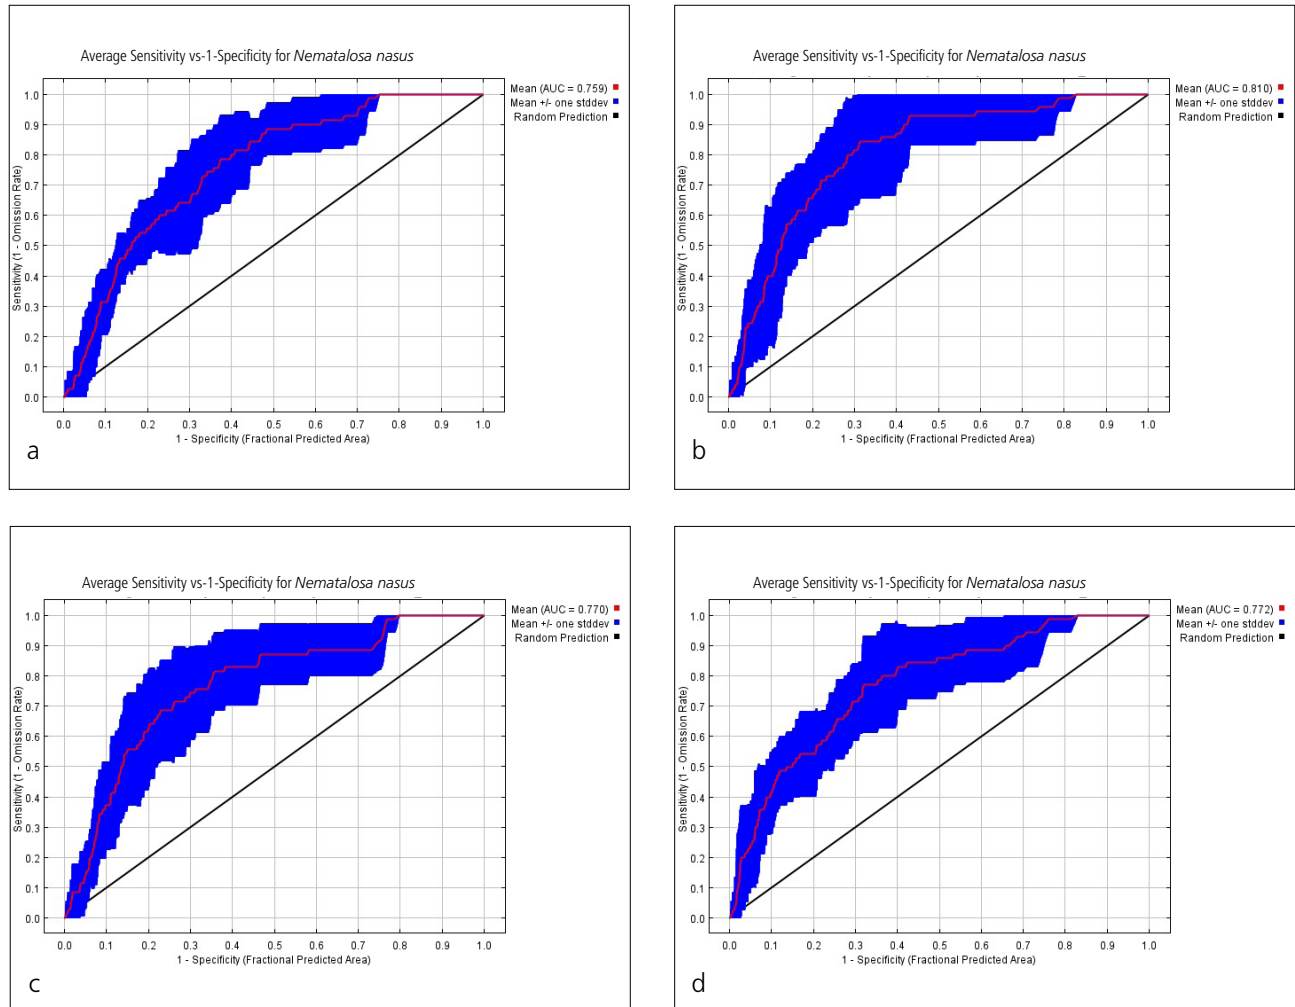 Average Sensitivity vs-1-Specificity for Nematalosa nasus
Mean (AUC = 0.759)
Mean +/- one stddev
Random Prediction
Sensitivity (1 - Omission Rate)
1.0
0.9
0.8
0.7
0.6
0.5
0.4
0.3
0.2
0.1
0.0
0.0 0.1 0.2 0.3 0.4 0.5 0.6 0.7 0.8 0.9 1.0
1 - Specificity (Fractional Predicted Area)
a
Average Sensitivity vs-1-Specificity for Nematalosa nasus
Mean (AUC = 0.810)
Mean +/- one stddev
Random Prediction
Sensitivity (1 - Omission Rate)
1.0
0.9
0.8
0.7
0.6
0.5
0.4
0.3
0.2
0.1
0.0
0.0 0.1 0.2 0.3 0.4 0.5 0.6 0.7 0.8 0.9 1.0
1 - Specificity (Fractional Predicted Area)
b
Average Sensitivity vs-1-Specificity for Nematalosa nasus
Mean (AUC = 0.770)
Mean +/- one stddev
Random Prediction
Sensitivity (1 - Omission Rate)
1.0
0.9
0.8
0.7
0.6
0.5
0.4
0.3
0.2
0.1
0.0
0.0 0.1 0.2 0.3 0.4 0.5 0.6 0.7 0.8 0.9 1.0
1 - Specificity (Fractional Predicted Area)
c
Average Sensitivity vs-1-Specificity for Nematalosa nasus
Mean (AUC = 0.772)
Mean +/- one stddev
Random Prediction
Sensitivity (1 - Omission Rate)
1.0
0.9
0.8
0.7
0.6
0.5
0.4
0.3
0.2
0.1
0.0
0.0 0.1 0.2 0.3 0.4 0.5 0.6 0.7 0.8 0.9 1.0
1 - Specificity (Fractional Predicted Area)
d